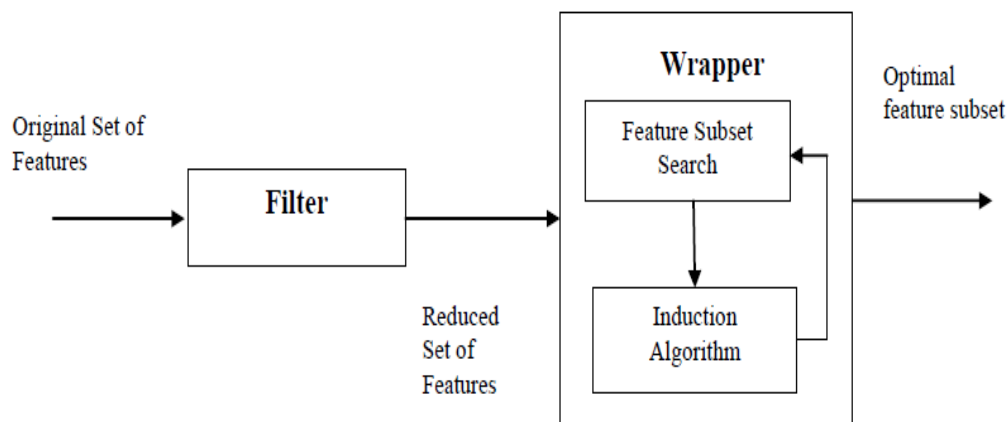 Original Set of
Features
Filter
Reduced
Set of
Features
Wrapper
Feature Subset
Search
Induction
Algorithm
Optimal
feature subset